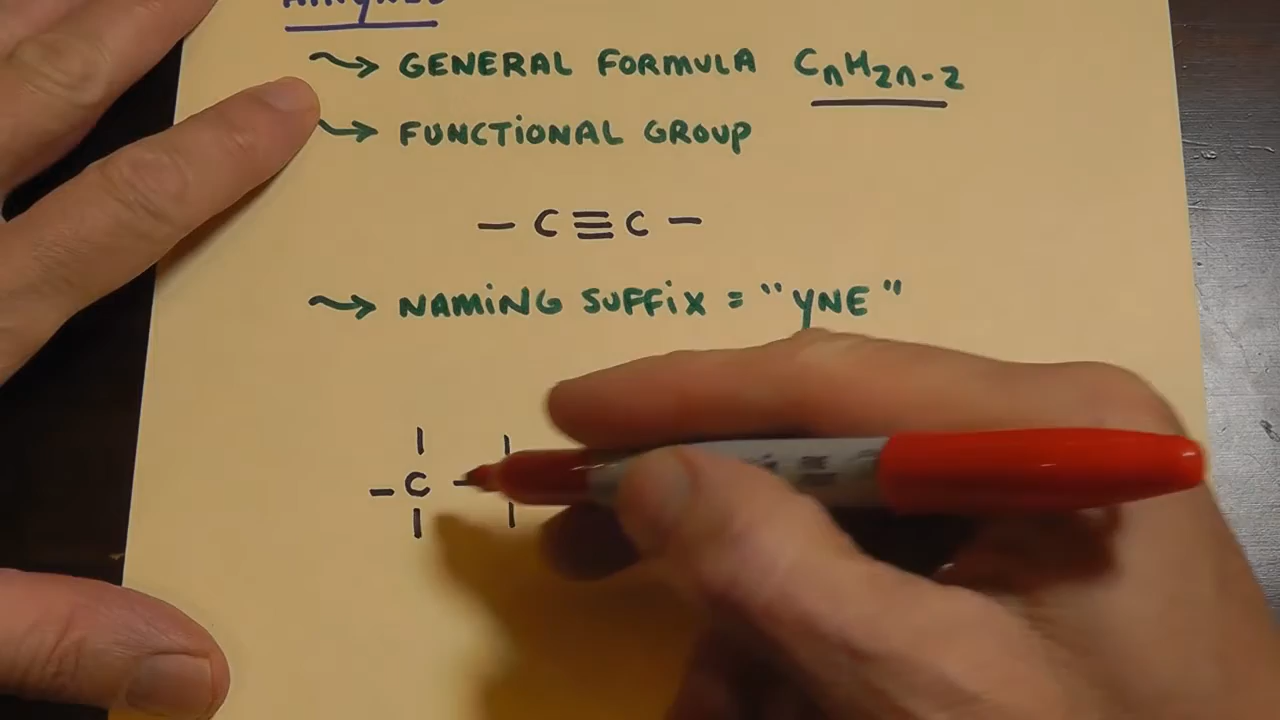 → GENERAL FORMULA CnH2n-2
→ FUNCTIONAL GROUP
- C≡C -
→ NAMING SUFFIX = "YNE"
-C-